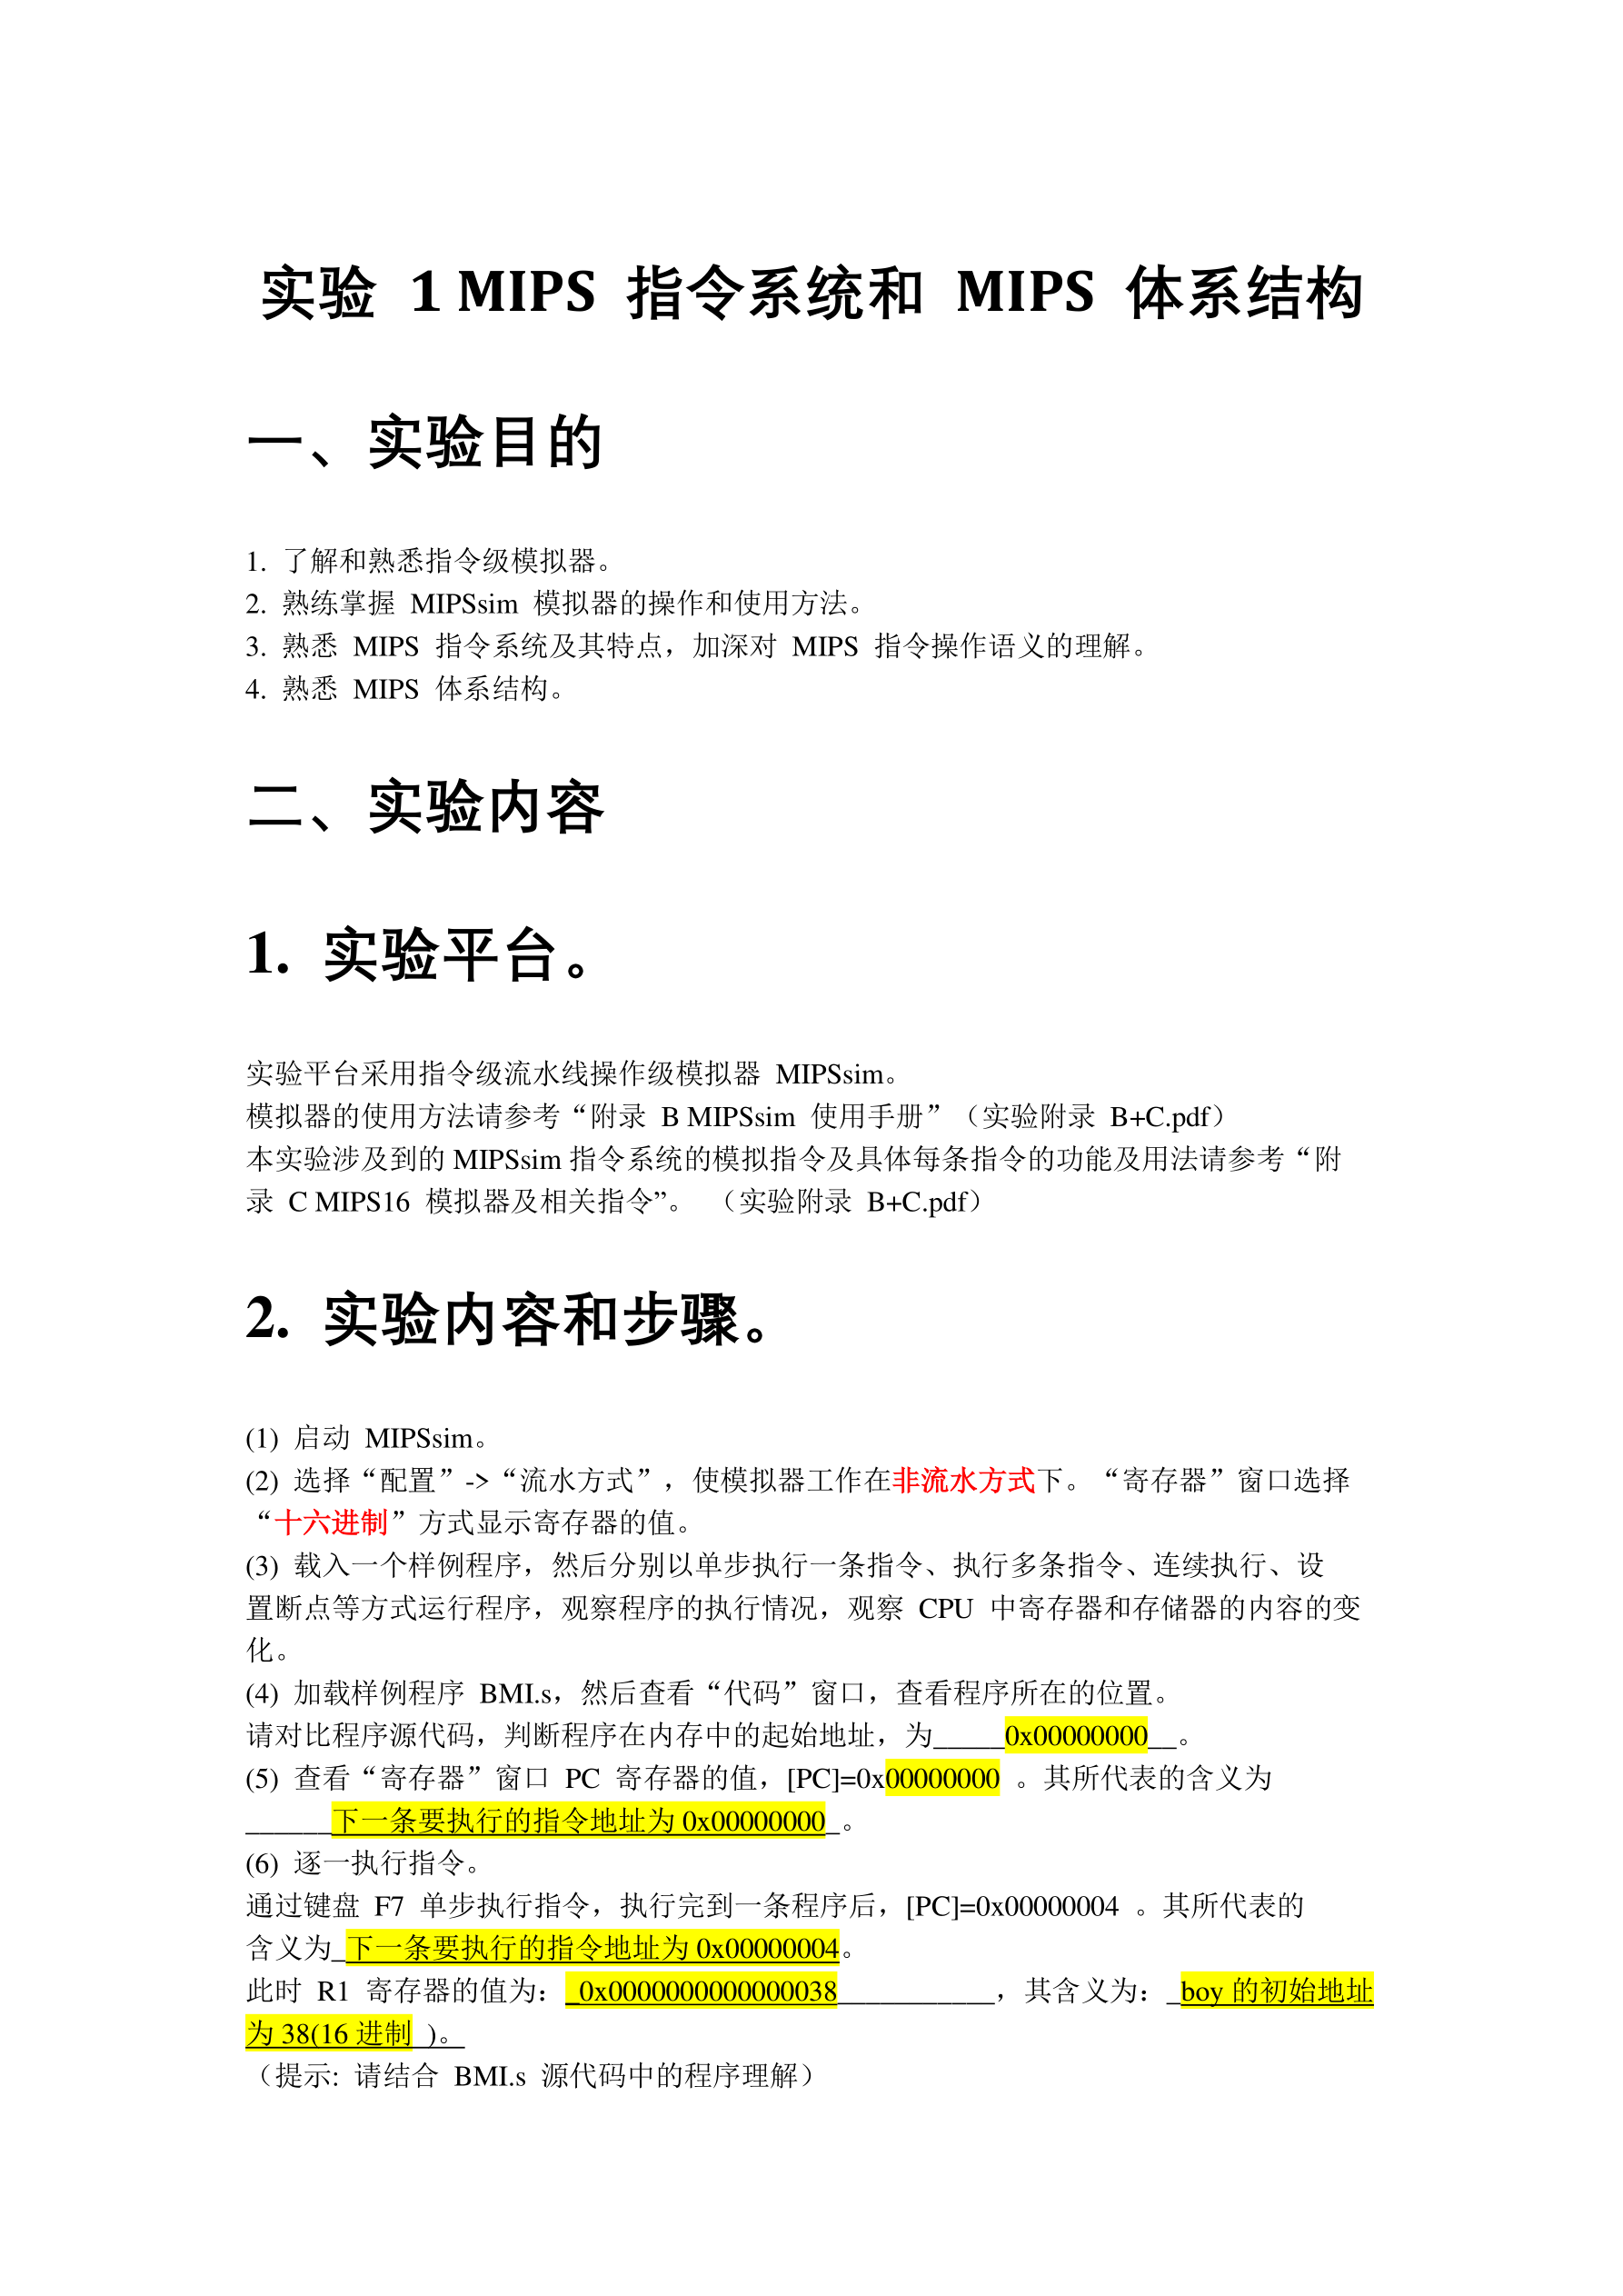 实验 1 MIPS 指令系统和 MIPS 体系结构
一、实验目的
1. 了解和熟悉指令级模拟器。
2. 熟练掌握 MIPSsim 模拟器的操作和使用方法。
3. 熟悉 MIPS 指令系统及其特点，加深对 MIPS 指令操作语义的理解。
4. 熟悉 MIPS 体系结构。
二、实验内容
1. 实验平台。
实验平台采用指令级流水线操作级模拟器 MIPSsim。
模拟器的使用方法请参考“附录 B MIPSsim 使用手册”（实验附录 B+C.pdf）
本实验涉及到的 MIPSsim 指令系统的模拟指令及具体每条指令的功能及用法请参考“附
录 C MIPS16 模拟器及相关指令”。 （实验附录 B+C.pdf）
2. 实验内容和步骤。
(1) 启动 MIPSsim。
(2) 选择“配置”->“流水方式”，使模拟器工作在非流水方式下。“寄存器”窗口选择
“十六进制”方式显示寄存器的值。
(3) 载入一个样例程序，然后分别以单步执行一条指令、执行多条指令、连续执行、设
置断点等方式运行程序，观察程序的执行情况，观察 CPU 中寄存器和存储器的内容的变
化。
(4) 加载样例程序 BMI.s，然后查看“代码”窗口，查看程序所在的位置。
请对比程序源代码，判断程序在内存中的起始地址，为_____0x00000000__。
(5) 查看“寄存器”窗口 PC 寄存器的值，[PC]=0x00000000 。其所代表的含义为
______下一条要执行的指令地址为 0x00000000_。
(6) 逐一执行指令。
通过键盘 F7 单步执行指令，执行完到一条程序后，[PC]=0x00000004 。其所代表的
含义为_下一条要执行的指令地址为 0x00000004。
此时 R1 寄存器的值为：_0x0000000000000038___________，其含义为：_boy 的初始地址
为 38(16 进制 )。
（提示: 请结合 BMI.s 源代码中的程序理解）